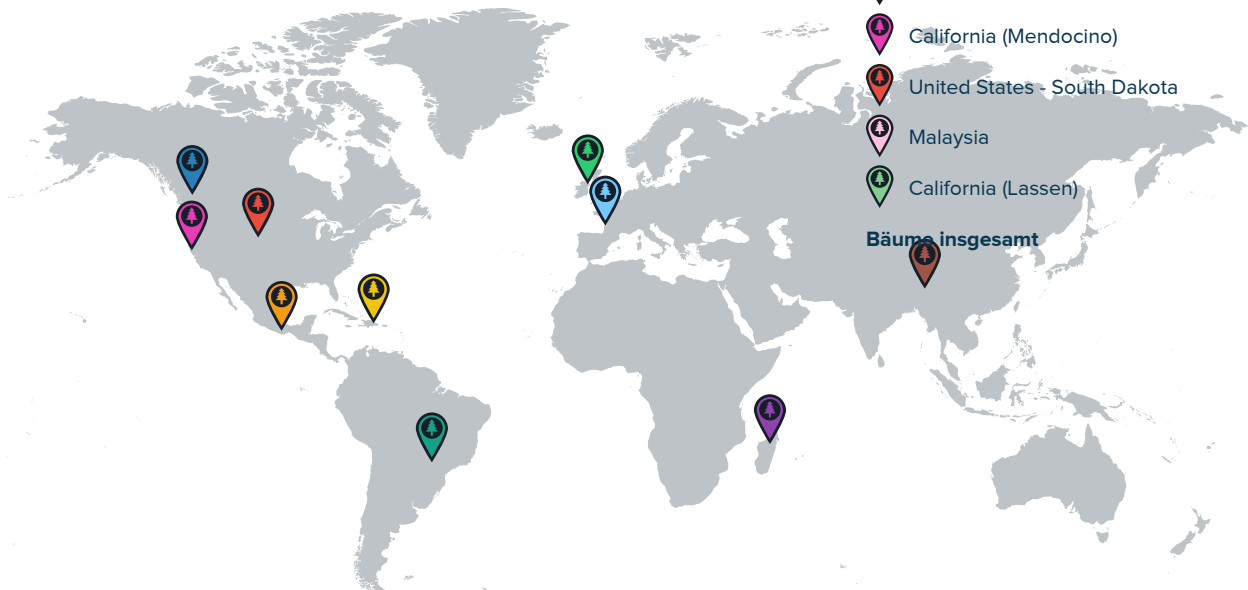 California (Mendocino)
United States - South Dakota
Malaysia
California (Lassen)
Bäume insgesamt